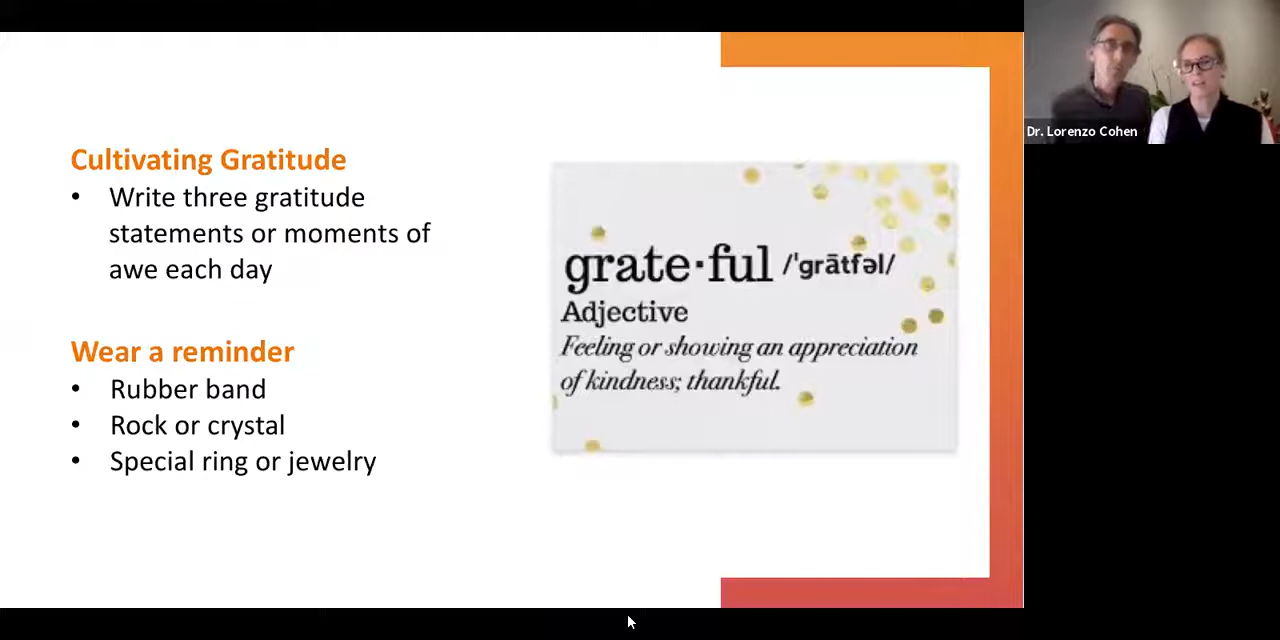 Cultivating Gratitude
• Write three gratitude
statements or moments of
awe each day
Wear a reminder
• Rubber band
• Rock or crystal
• Special ring or jewelry
grate·ful /ˈgrātfəl/
Adjective
Feeling or showing an appreciation
of kindness; thankful.
Dr. Lorenzo Cohen